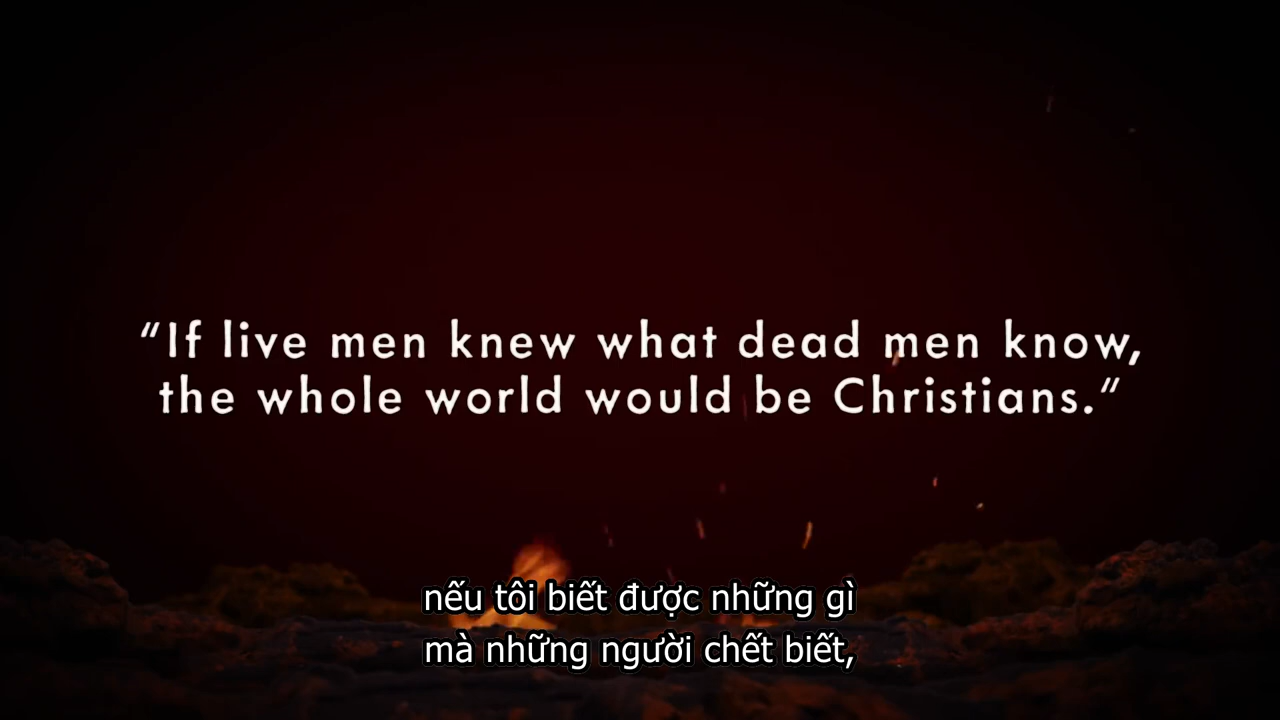 “If live men knew what dead men know,
the whole world would be Christians.”
nếu tôi biết được những gì
mà những người chết biết,